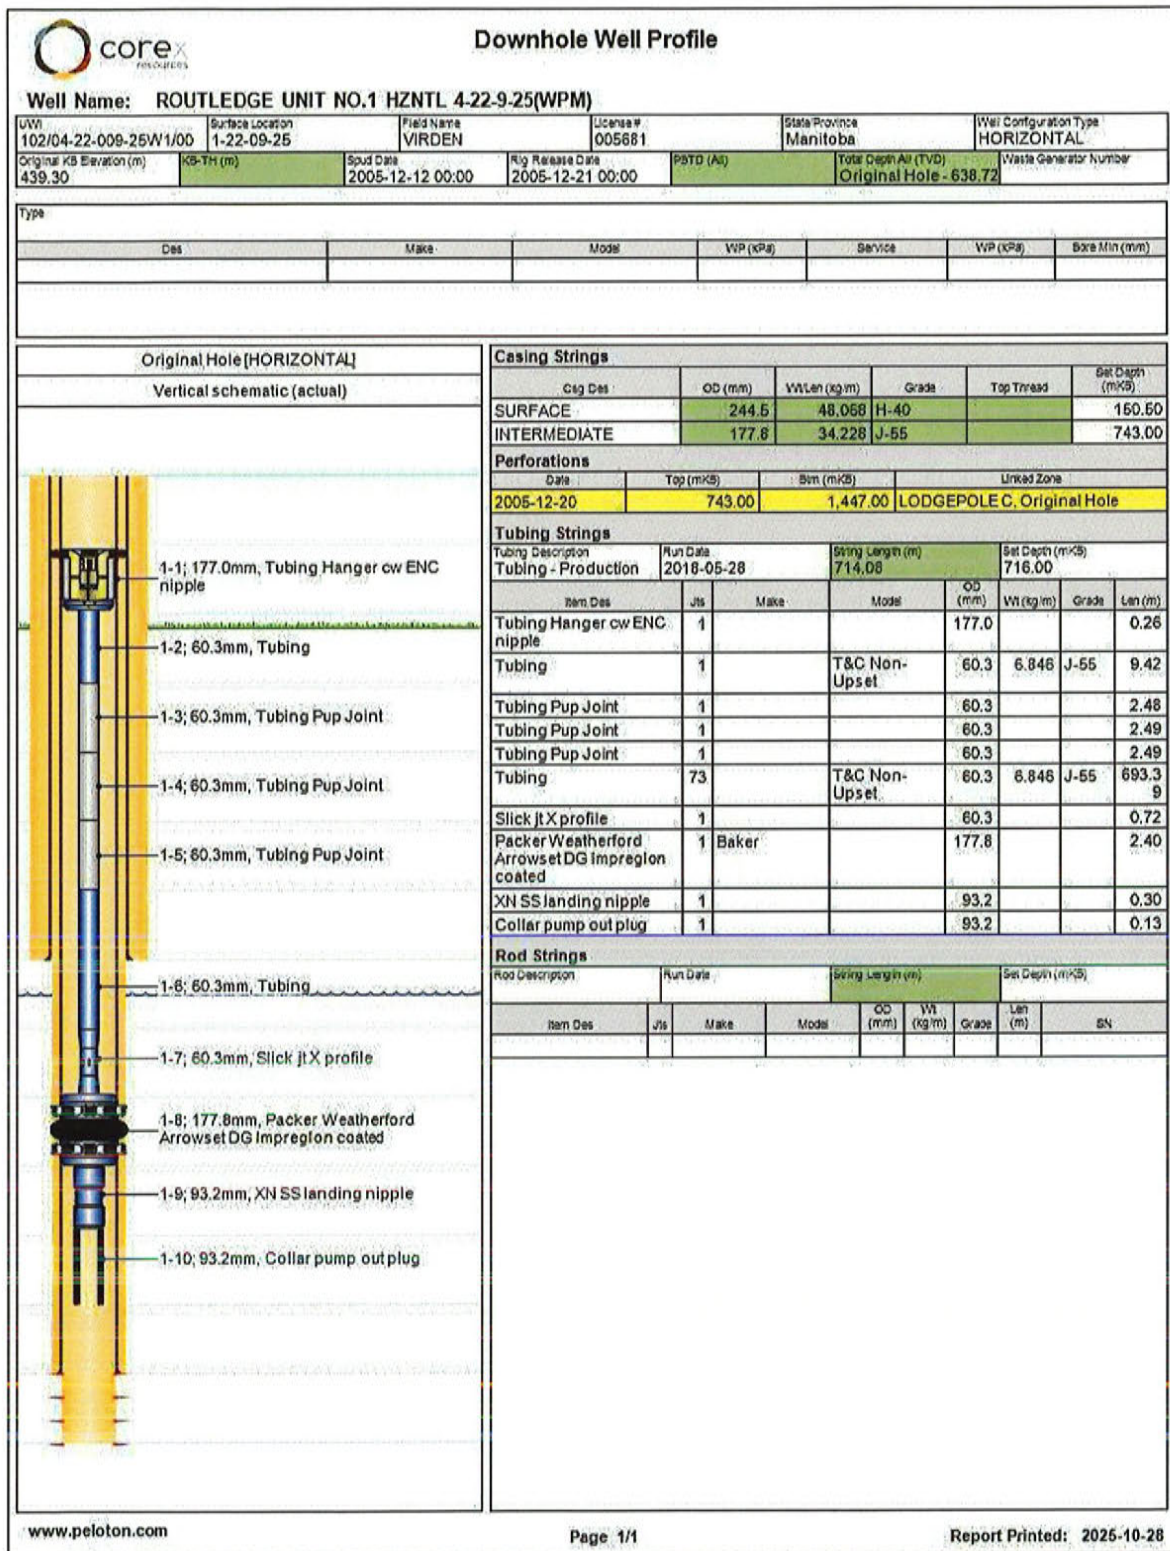 corex
resources
Downhole Well Profile
Well Name: ROUTLEDGE UNIT NO.1 HZNTL 4-22-9-25(WPM)
UWI Surface Location Field Name License # State/Province Well Configuration Type
102/04-22-009-25W1/00 1-22-09-25 VIRDEN 005681 Manitoba HORIZONTAL
Original KB Elevation (m) KB-TH (m) Spud Date Rig Release Date PBTD (All) Total Depth All (TVD) Waste Generator Number
439.30 2005-12-12 00:00 2005-12-21 00:00 Original Hole - 638.72
Type
Des Make Model WP (kPa) Service WP (kPa) Bore Min (mm)
Original Hole [HORIZONTAL]
Vertical schematic (actual)
1-1; 177.0mm, Tubing Hanger cw ENC
nipple
1-2; 60.3mm, Tubing
1-3; 60.3mm, Tubing Pup Joint
1-4; 60.3mm, Tubing Pup Joint
1-5; 60.3mm, Tubing Pup Joint
1-6; 60.3mm, Tubing
1-7; 60.3mm, Slick jt X profile
1-8; 177.8mm, Packer Weatherford
Arrowset DG Impreglon coated
1-9; 93.2mm, XN SS landing nipple
1-10; 93.2mm, Collar pump out plug
Casing Strings
Csg Des OD (mm) Wt/Len (kg/m) Grade Top Thread Set Depth
(mKB)
SURFACE 244.5 48.068 H-40 150.50
INTERMEDIATE 177.8 34.228 J-55 743.00
Perforations
Date Top (mKB) Btm (mKB) Linked Zone
2005-12-20 743.00 1,447.00 LODGEPOLE C, Original Hole
Tubing Strings
Tubing Description Run Date String Length (m) Set Depth (mKB)
Tubing - Production 2018-05-28 714.08 716.00
Item Des Jts Make Model OD
(mm) Wt (kg/m) Grade Len (m)
Tubing Hanger cw ENC 1 177.0 0.26
nipple
Tubing 1 T&C Non- 60.3 6.846 J-55 9.42
Upset
Tubing Pup Joint 1 60.3 2.48
Tubing Pup Joint 1 60.3 2.49
Tubing Pup Joint 1 60.3 2.49
Tubing 73 T&C Non- 60.3 6.846 J-55 693.3
Upset 9
Slick jt X profile 1 60.3 0.72
Packer Weatherford 1 Baker 177.8 2.40
Arrowset DG Impreglon
coated
XN SS landing nipple 1 93.2 0.30
Collar pump out plug 1 93.2 0.13
Rod Strings
Rod Description Run Date String Length (m) Set Depth (mKB)
Item Des Jts Make Model OD
(mm) Wt
(kg/m) Grade Len
(m) SN
www.peloton.com Page 1/1 Report Printed: 2025-10-28